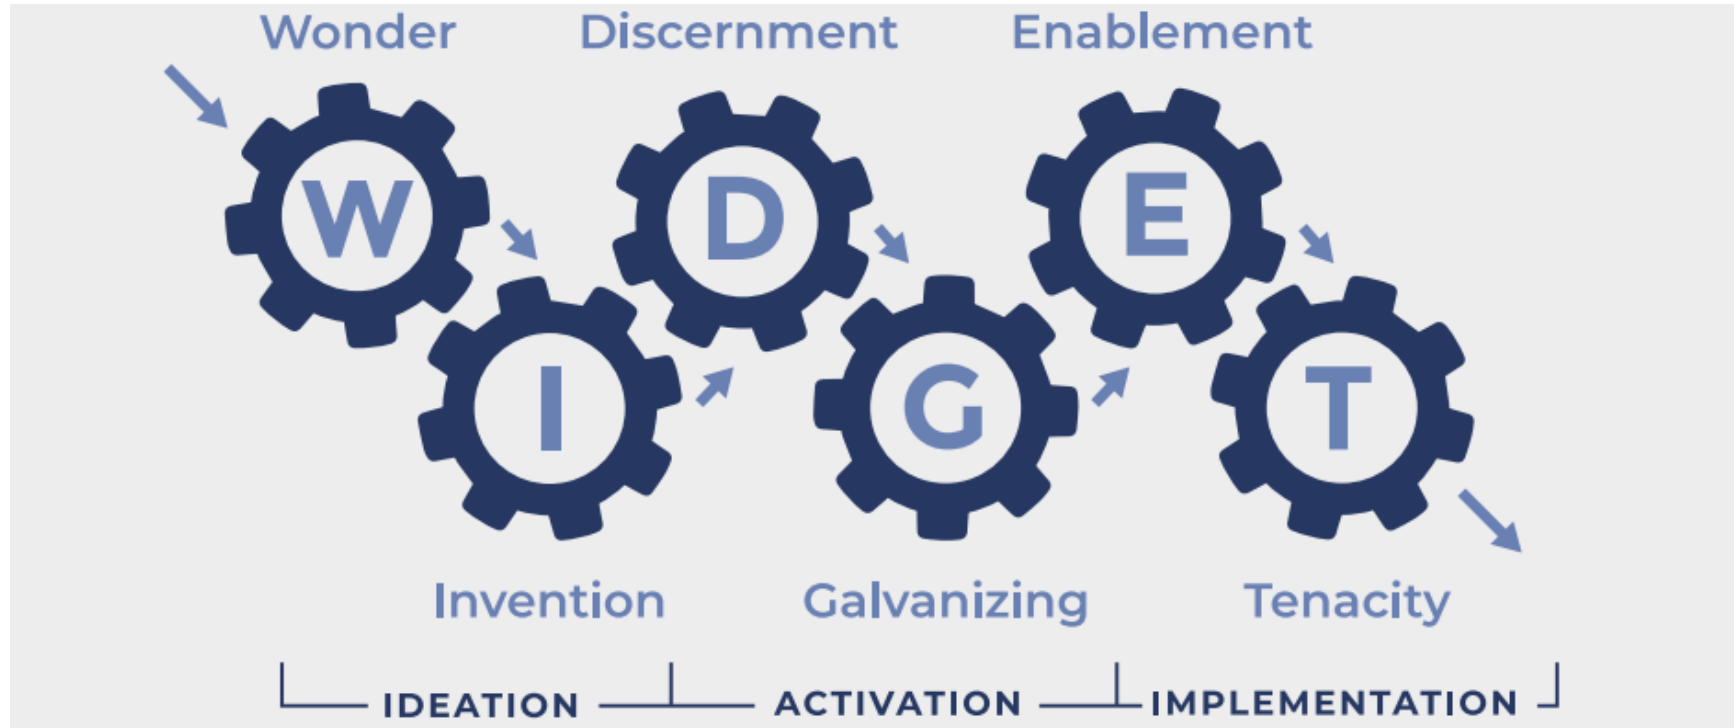 Wonder Discernment Enablement
W D E
I G T
Invention Galvanizing Tenacity
IDEATION ACTIVATION IMPLEMENTATION